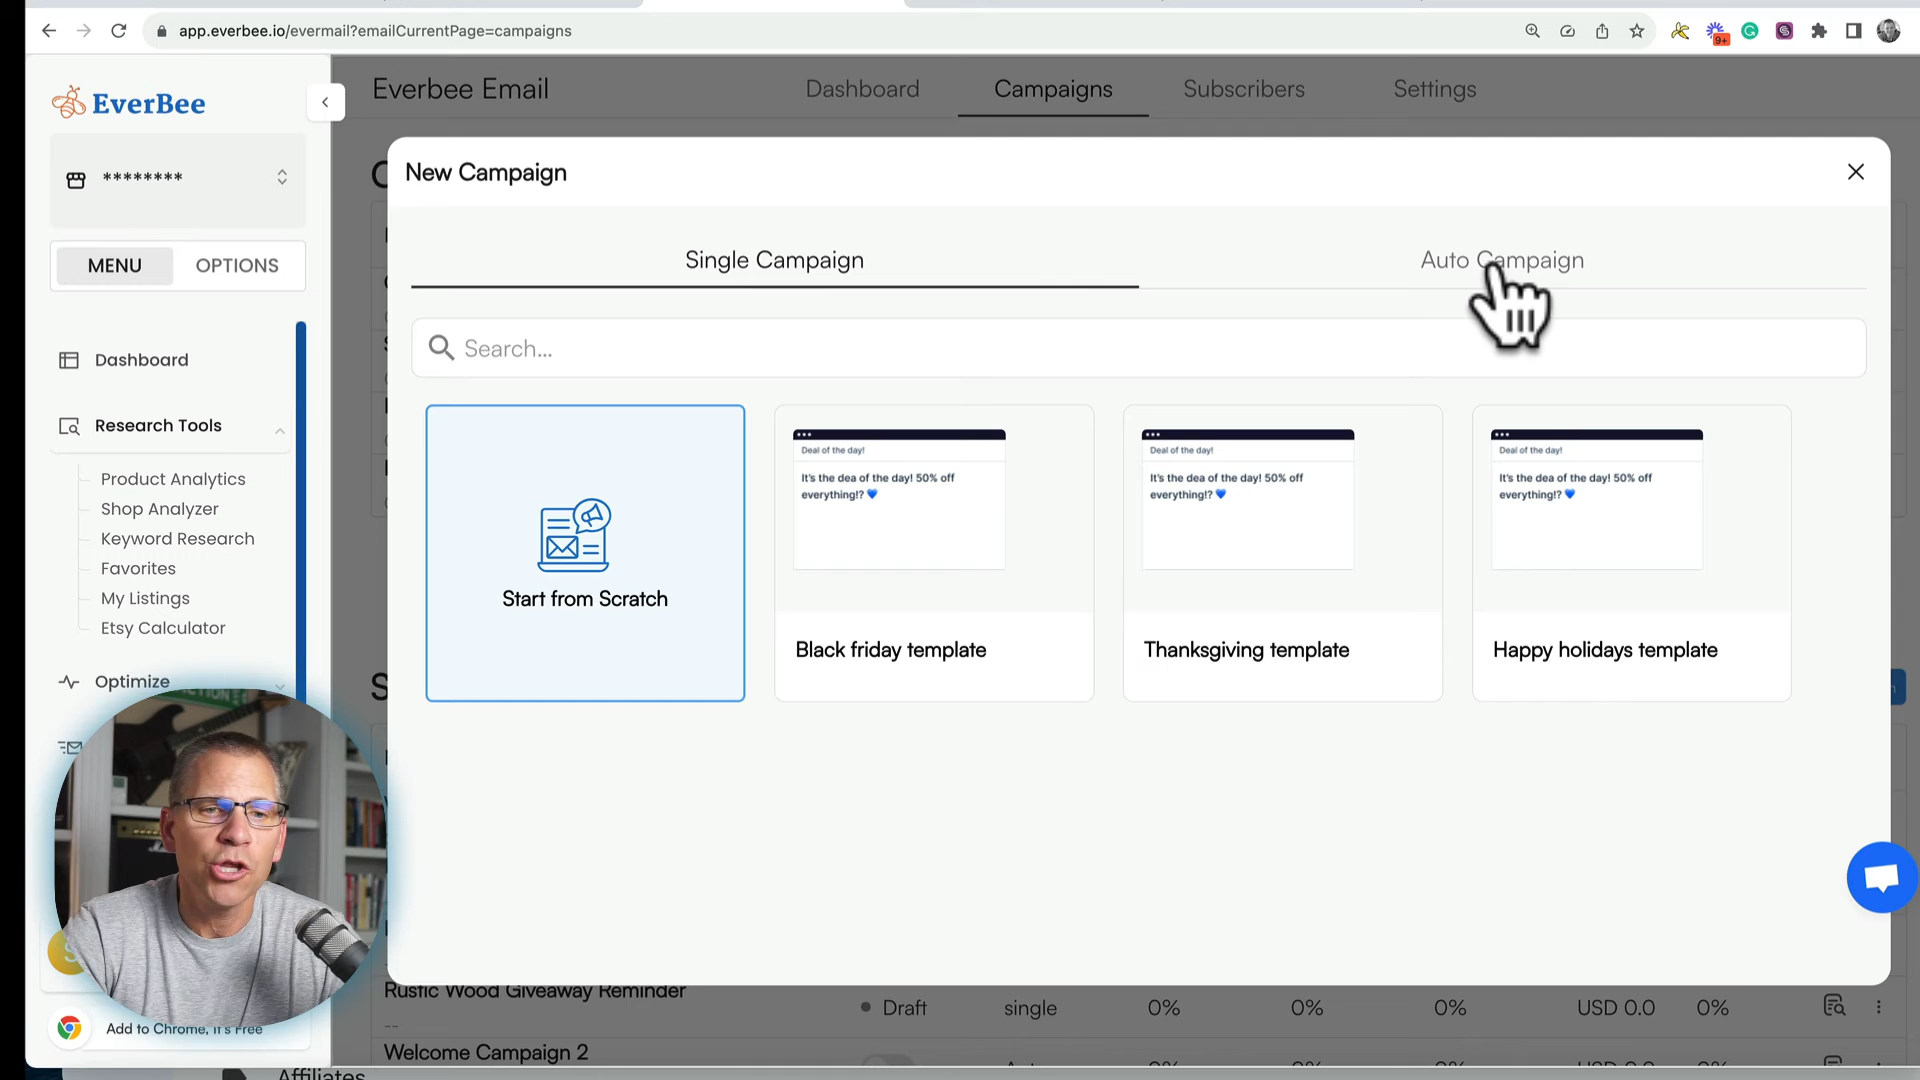 app.everbee.io/evermail?emailCurrentPage=campaigns
9+
EverBee
Everbee Email
Dashboard
Campaigns
Subscribers
Settings
********
New Campaign
MENU
OPTIONS
Single Campaign
Auto Campaign
Search...
Dashboard
Research Tools
Product Analytics
Shop Analyzer
Keyword Research
Favorites
My Listings
Etsy Calculator
Optimize
Start from Scratch
Deal of the day!
It's the dea of the day! 50% off
everything!?
Black friday template
Deal of the day!
It's the dea of the day! 50% off
everything!?
Thanksgiving template
Deal of the day!
It's the dea of the day! 50% off
everything!?
Happy holidays template
Rustic Wood Giveaway Reminder
--
Draft
single
0%
0%
0%
USD 0.0
0%
Add to Chrome, it's Free
Welcome Campaign 2
Affiliates